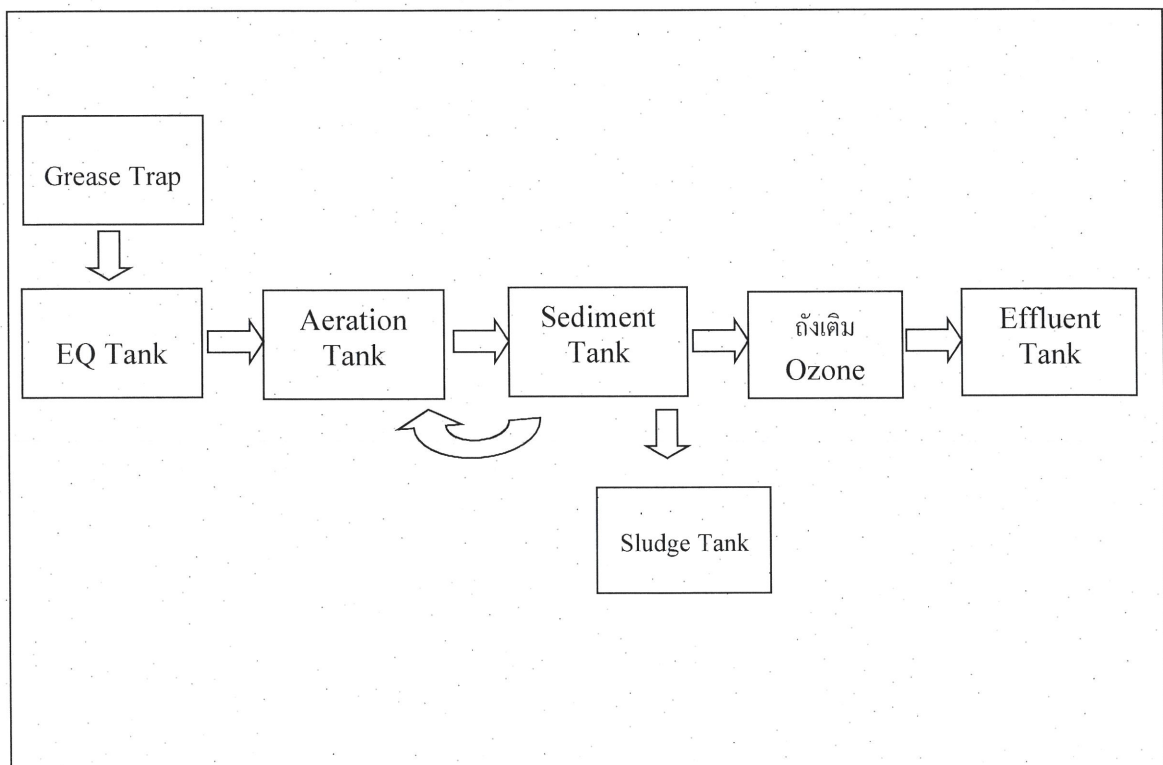 Grease Trap
EQ Tank
Aeration
Tank
Sediment
Tank
ถังเติม
Ozone
Effluent
Tank
Sludge Tank